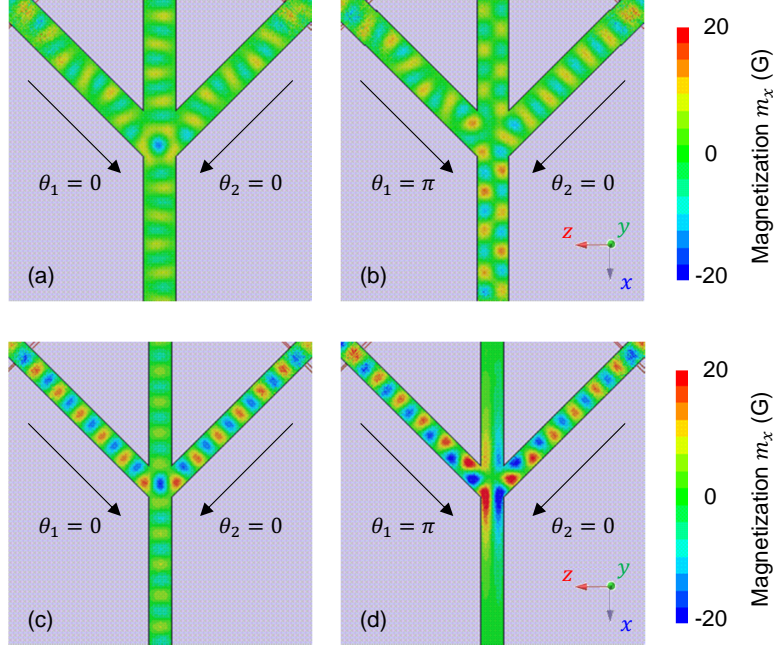 20
0
-20
Magnetization mₓ (G)
θ₁ = 0
θ₂ = 0
(a)
θ₁ = π
θ₂ = 0
(b)
z
y
x
20
0
-20
Magnetization mₓ (G)
θ₁ = 0
θ₂ = 0
(c)
θ₁ = π
θ₂ = 0
(d)
z
y
x